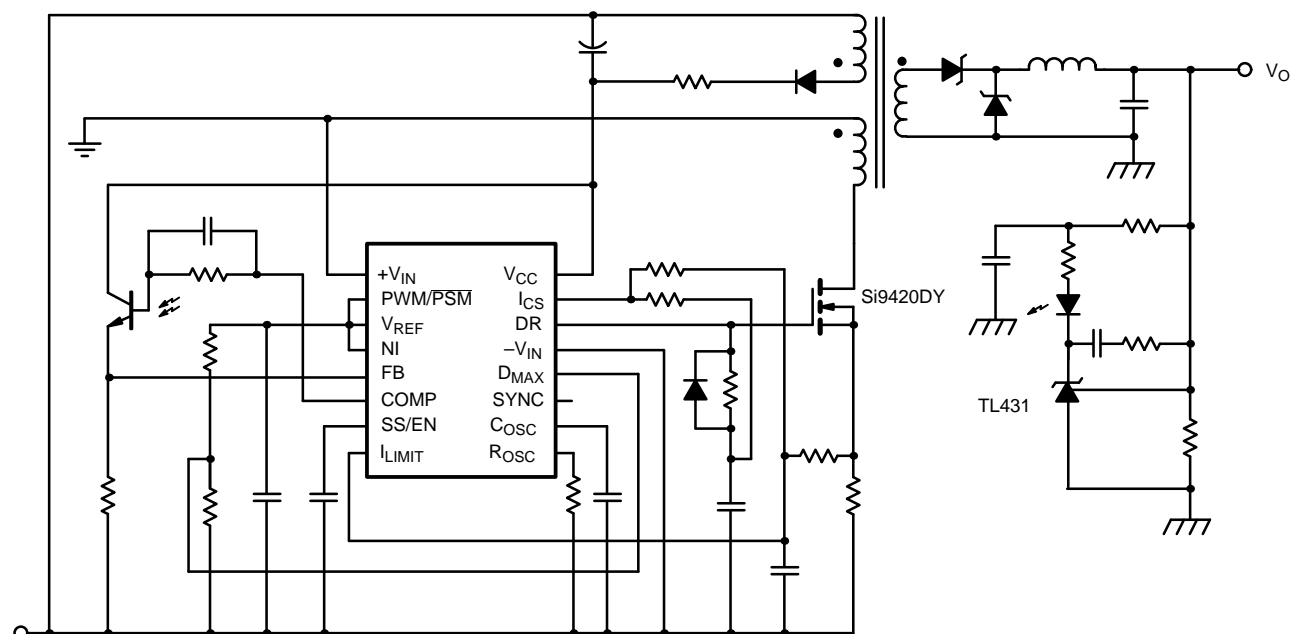 V_O
+V_IN
PWM/P̅S̅M̅
V_REF
NI
FB
COMP
SS/EN
I_LIMIT
V_CC
I_CS
DR
–V_IN
D_MAX
SYNC
C_OSC
R_OSC
Si9420DY
TL431